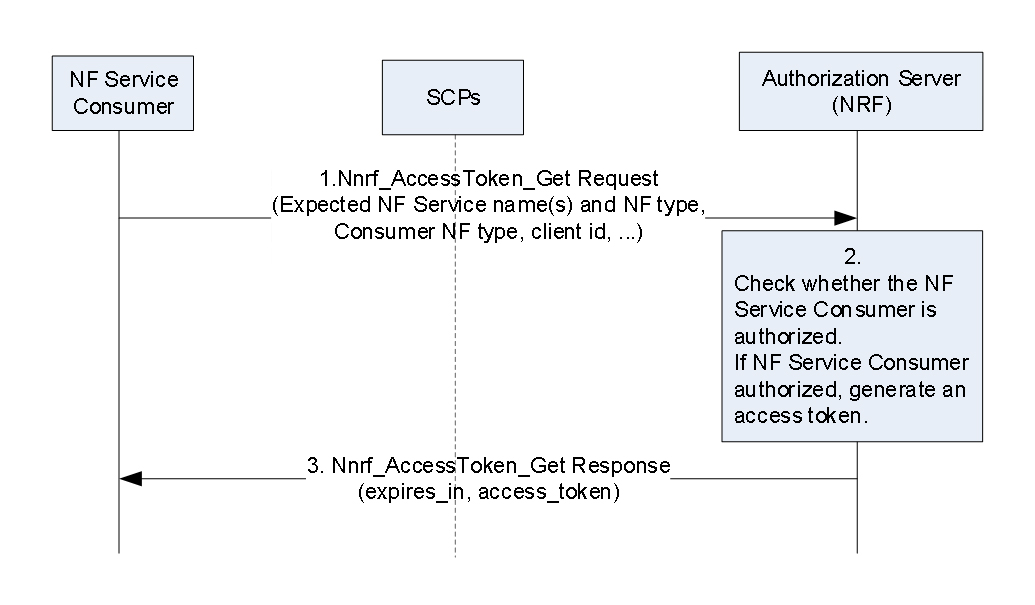 NF Service
Consumer
SCPs
Authorization Server
(NRF)
1.Nnrf_AccessToken_Get Request
(Expected NF Service name(s) and NF type,
Consumer NF type, client id, ...)
2.
Check whether the NF
Service Consumer is
authorized.
If NF Service Consumer
authorized, generate an
access token.
3. Nnrf_AccessToken_Get Response
(expires_in, access_token)